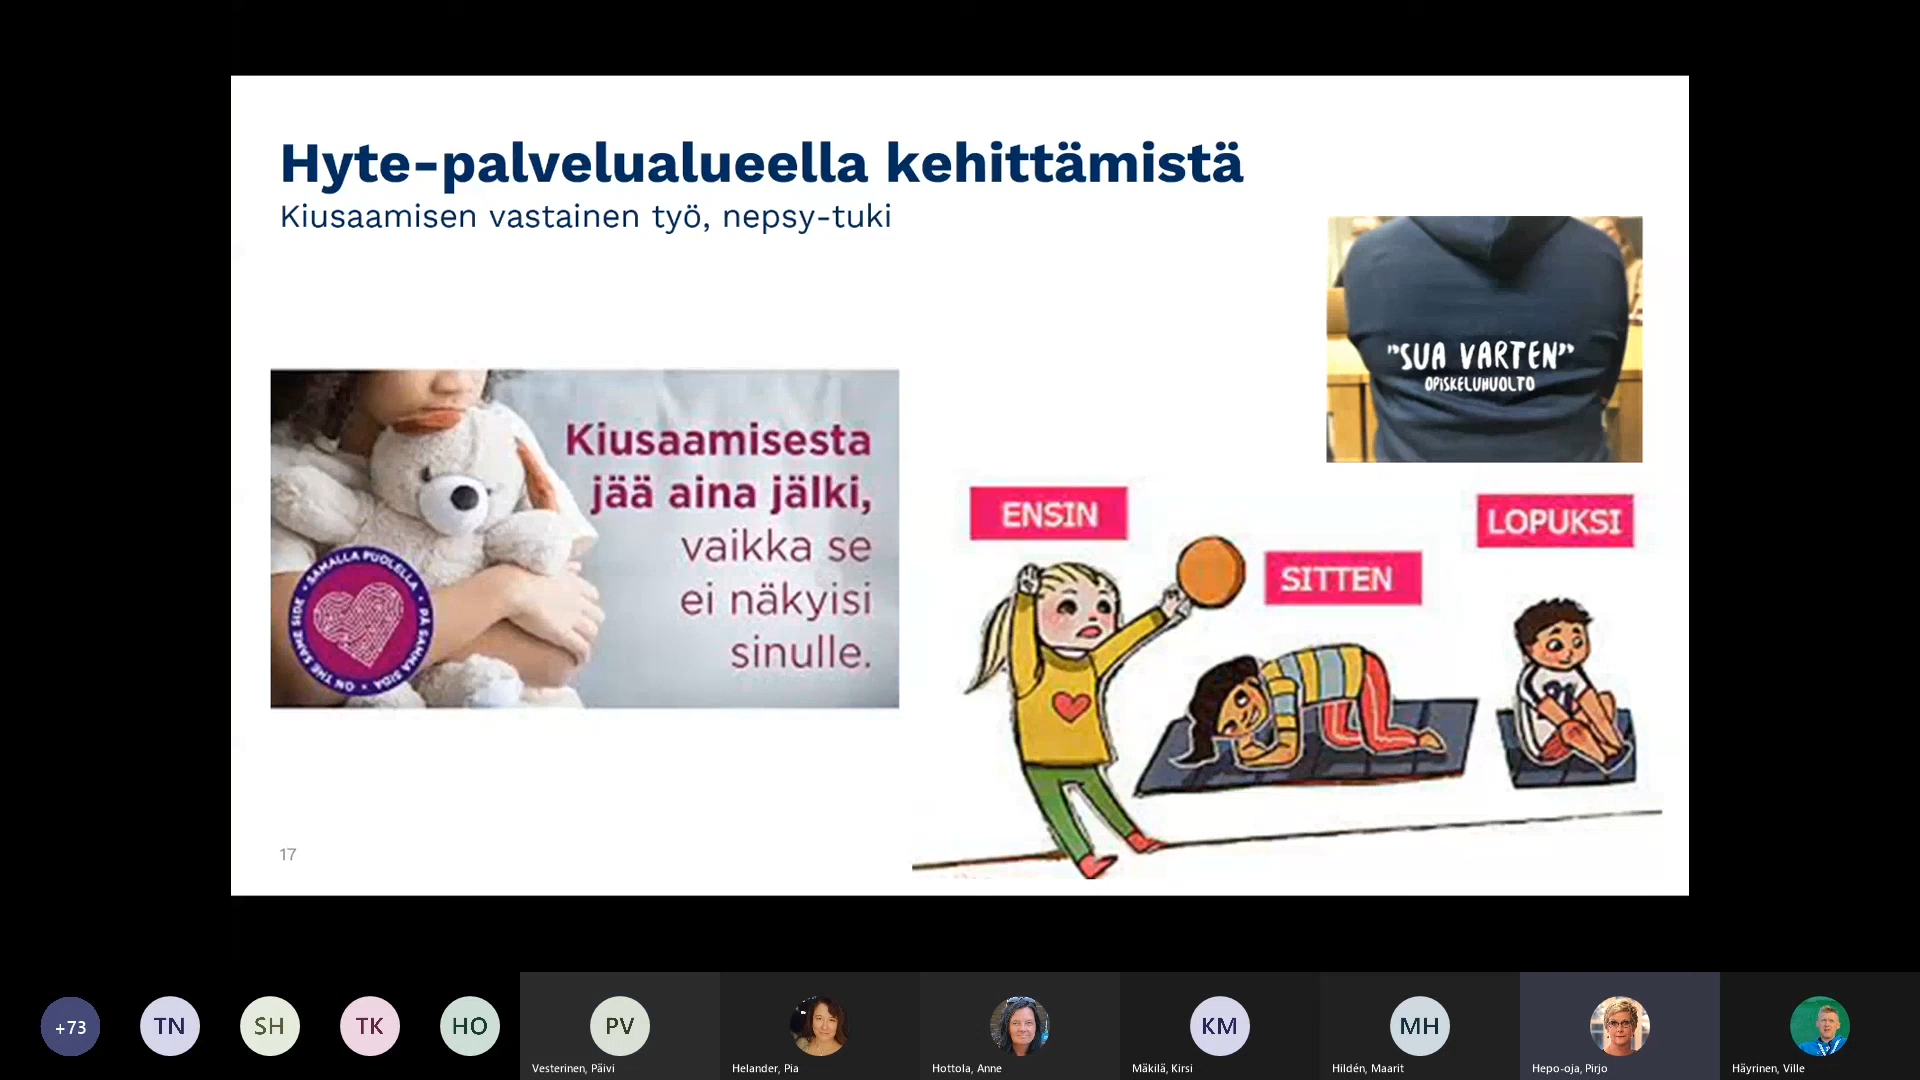 Hyte-palvelualueella kehittämistä
Kiusaamisen vastainen työ, nepsy-tuki
"SUA VARTEN"
OPISKELUHUOLTO
Kiusaamisesta
jää aina jälki,
vaikka se
ei näkyisi
sinulle.
SAMALLA PUOLELLA • PÅ SAMMA SIDA • ON THE SAME SIDE •
ENSIN
SITTEN
LOPUKSI
17
+73
TN
SH
TK
HO
PV
Vesterinen, Päivi
Helander, Pia
Hottola, Anne
KM
Mäkilä, Kirsi
MH
Hildén, Maarit
Hepo-oja, Pirjo
Häyrinen, Ville